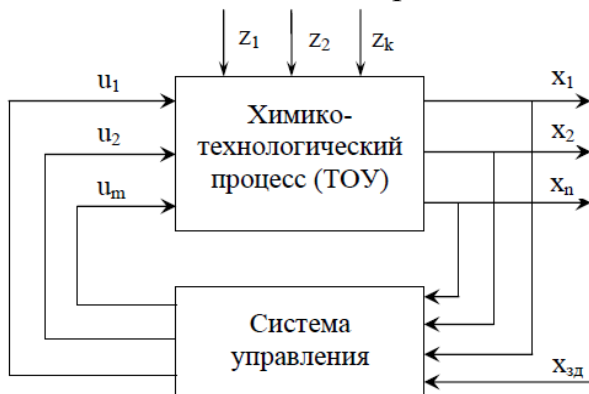 z1 z2 zk
u1
x1
Химико-
технологический
процесс (ТОУ)
u2
x2
um
xn
Система
управления
xзд